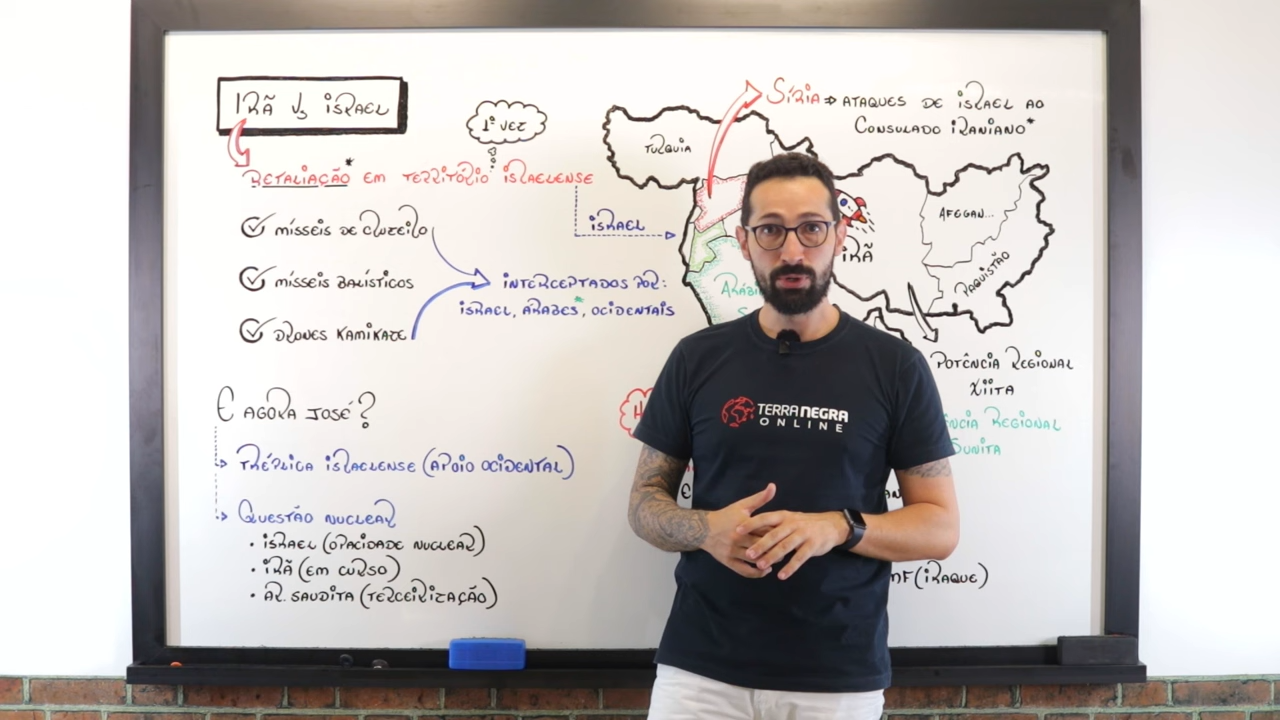 IRÃ VS ISRAEL
1ª VEZ
RETALIAÇÃO* EM TERRITÓRIO ISRAELENSE
MÍSSEIS DE CRUZEIRO
MÍSSEIS BALÍSTICOS
DRONES KAMIKAZE
INTERCEPTADOS POR:
ISRAEL, ÁRABES*, OCIDENTAIS
ISRAEL
E AGORA JOSÉ?
TRÉPLICA ISRAELENSE (APOIO OCIDENTAL)
QUESTÃO NUCLEAR
• ISRAEL (OPACIDADE NUCLEAR)
• IRÃ (EM CURSO)
• AR. SAUDITA (TERCEIRIZAÇÃO)
SÍRIA ⇒ ATAQUES DE ISRAEL AO
CONSULADO IRANIANO*
TURQUIA
AFEGAN...
IRÃ
PAQUISTÃO
POTÊNCIA REGIONAL
XIITA
REGIONAL
SUNITA
(IRAQUE)
TERRA NEGRA
ONLINE